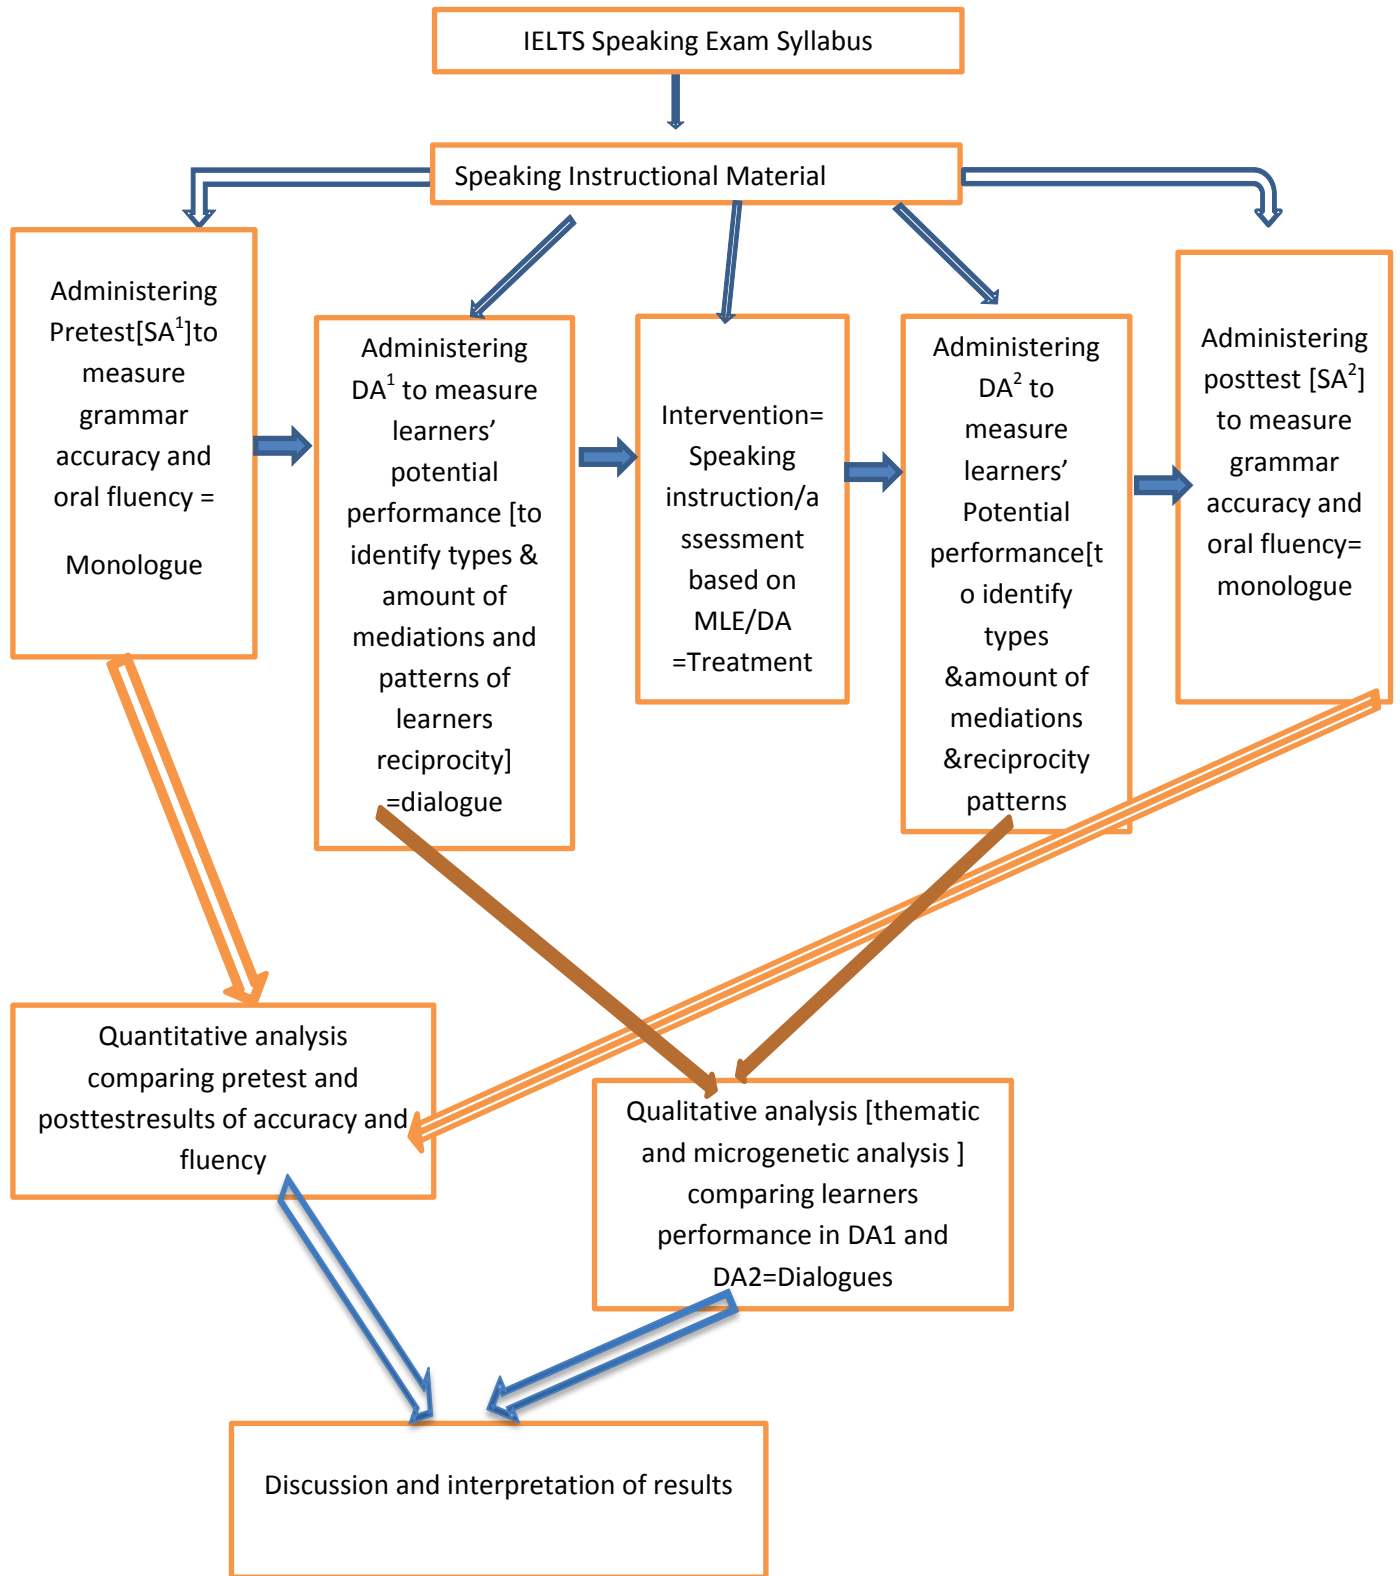 IELTS Speaking Exam Syllabus
Speaking Instructional Material
Administering
Pretest[SA¹]to
measure
grammar
accuracy and
oral fluency =
Monologue
Administering
DA¹ to measure
learners’
potential
performance [to
identify types &
amount of
mediations and
patterns of
learners
reciprocity]
=dialogue
Intervention=
Speaking
instruction/a
ssessment
based on
MLE/DA
=Treatment
Administering
DA² to
measure
learners’
Potential
performance[t
o identify
types
&amount of
mediations
&reciprocity
patterns
Administering
posttest [SA²]
to measure
grammar
accuracy and
oral fluency=
monologue
Quantitative analysis
comparing pretest and
posttestresults of accuracy and
fluency
Qualitative analysis [thematic
and microgenetic analysis ]
comparing learners
performance in DA1 and
DA2=Dialogues
Discussion and interpretation of results